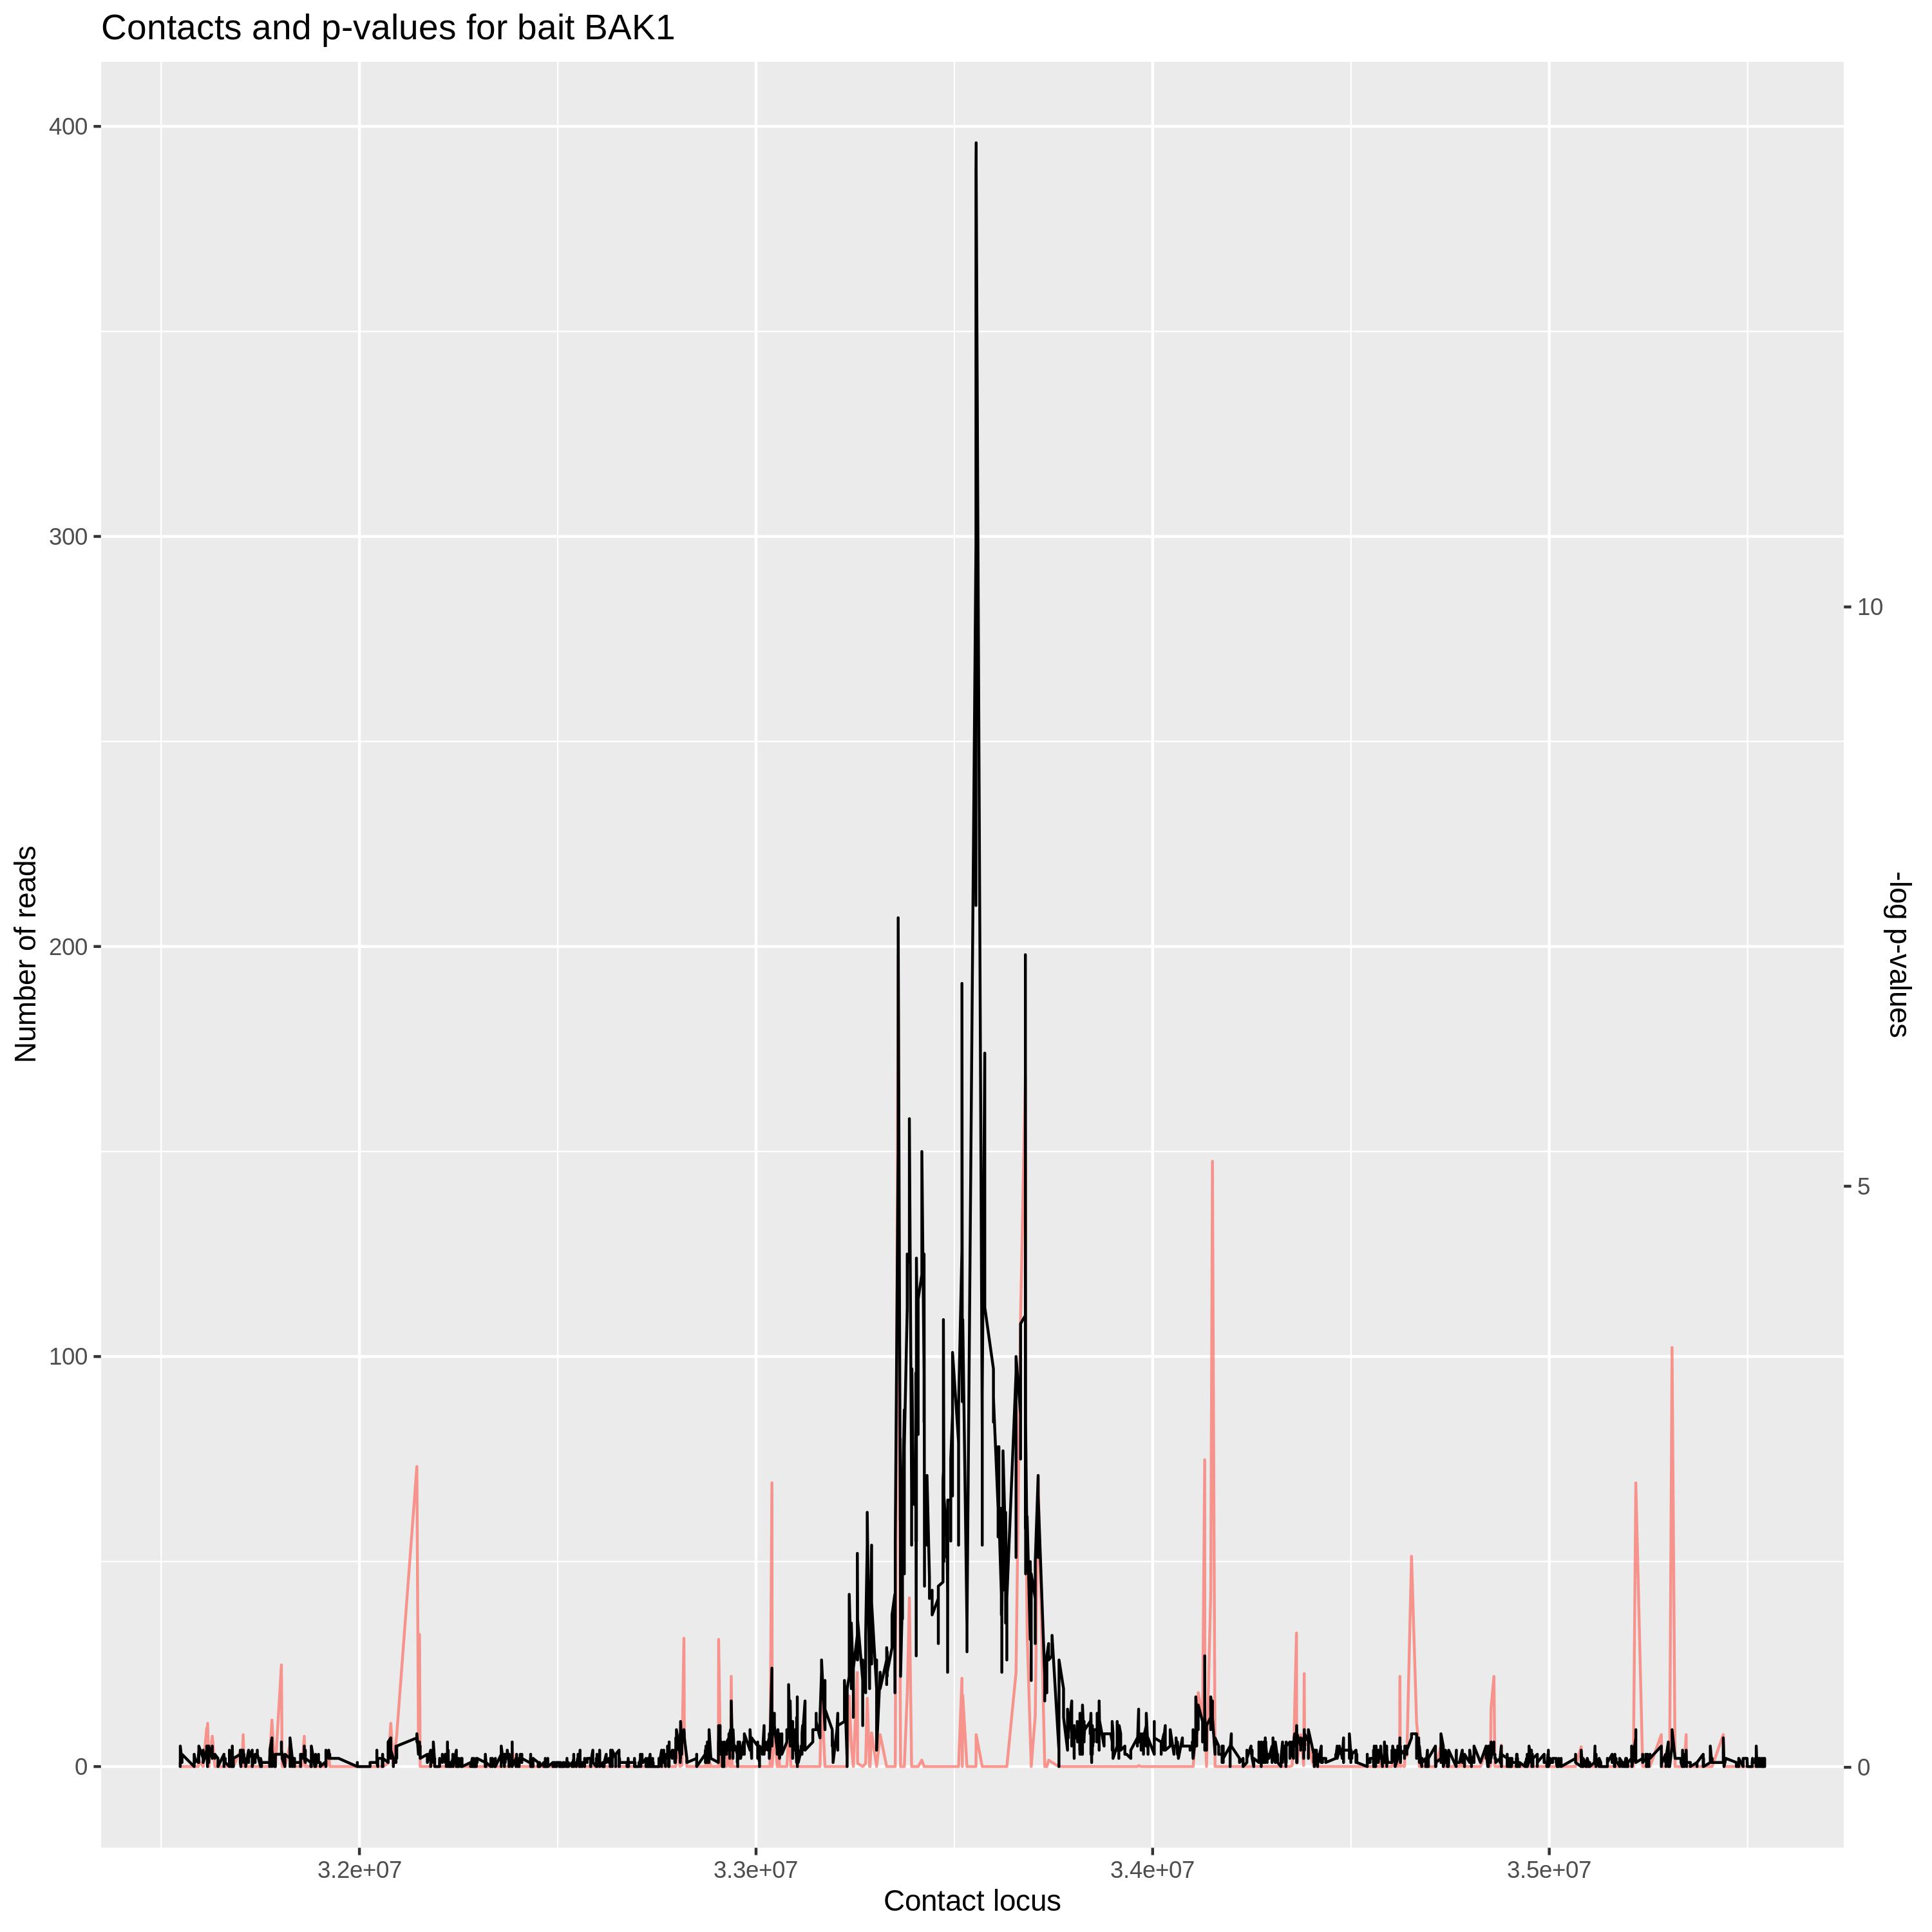 Contacts and p-values for bait BAK1
400
300
200
100
0
10
5
0
Number of reads
-log p-values
3.2e+07
3.3e+07
3.4e+07
3.5e+07
Contact locus